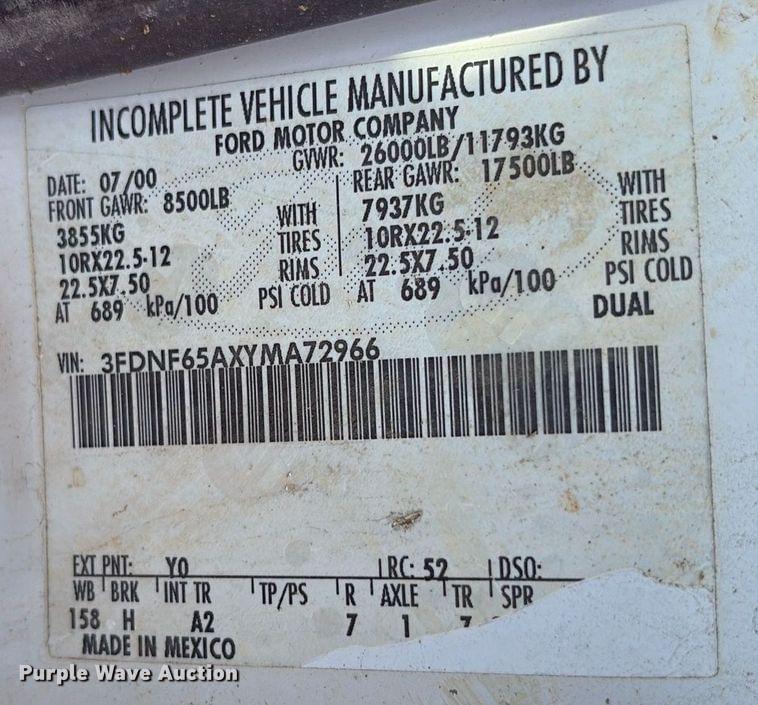 INCOMPLETE VEHICLE MANUFACTURED BY
FORD MOTOR COMPANY
DATE: 07/00 GVWR: 26000LB/11793KG
FRONT GAWR: 8500LB REAR GAWR: 17500LB
3855KG WITH 7937KG WITH
10RX22.5-12 TIRES 10RX22.5-12 TIRES
22.5X7.50 RIMS 22.5X7.50 RIMS
AT 689 kPa/100 PSI COLD AT 689 kPa/100 PSI COLD
DUAL
VIN: 3FDNF65AXYMA72966
EXT PNT: Y0 RC: 52 DSO:
WB BRK INT TR TP/PS R AXLE TR SPR
158 H A2 7 1
MADE IN MEXICO
Purple Wave Auction